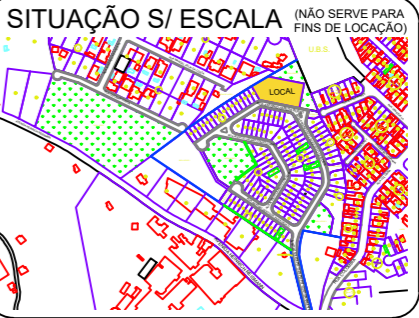 SITUAÇÃO S/ ESCALA (NÃO SERVE PARA
FINS DE LOCAÇÃO)
U.B.S.
LOCAL